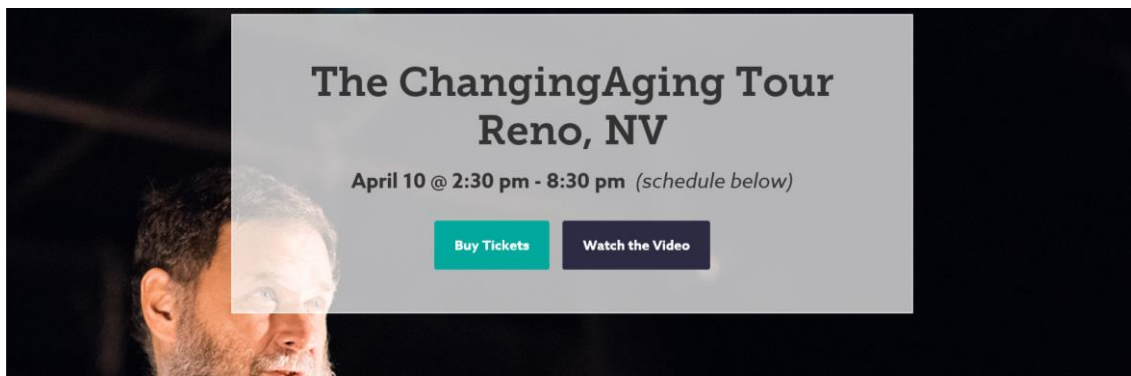 The ChangingAging Tour
Reno, NV
April 10 @ 2:30 pm - 8:30 pm (schedule below)
Buy Tickets
Watch the Video